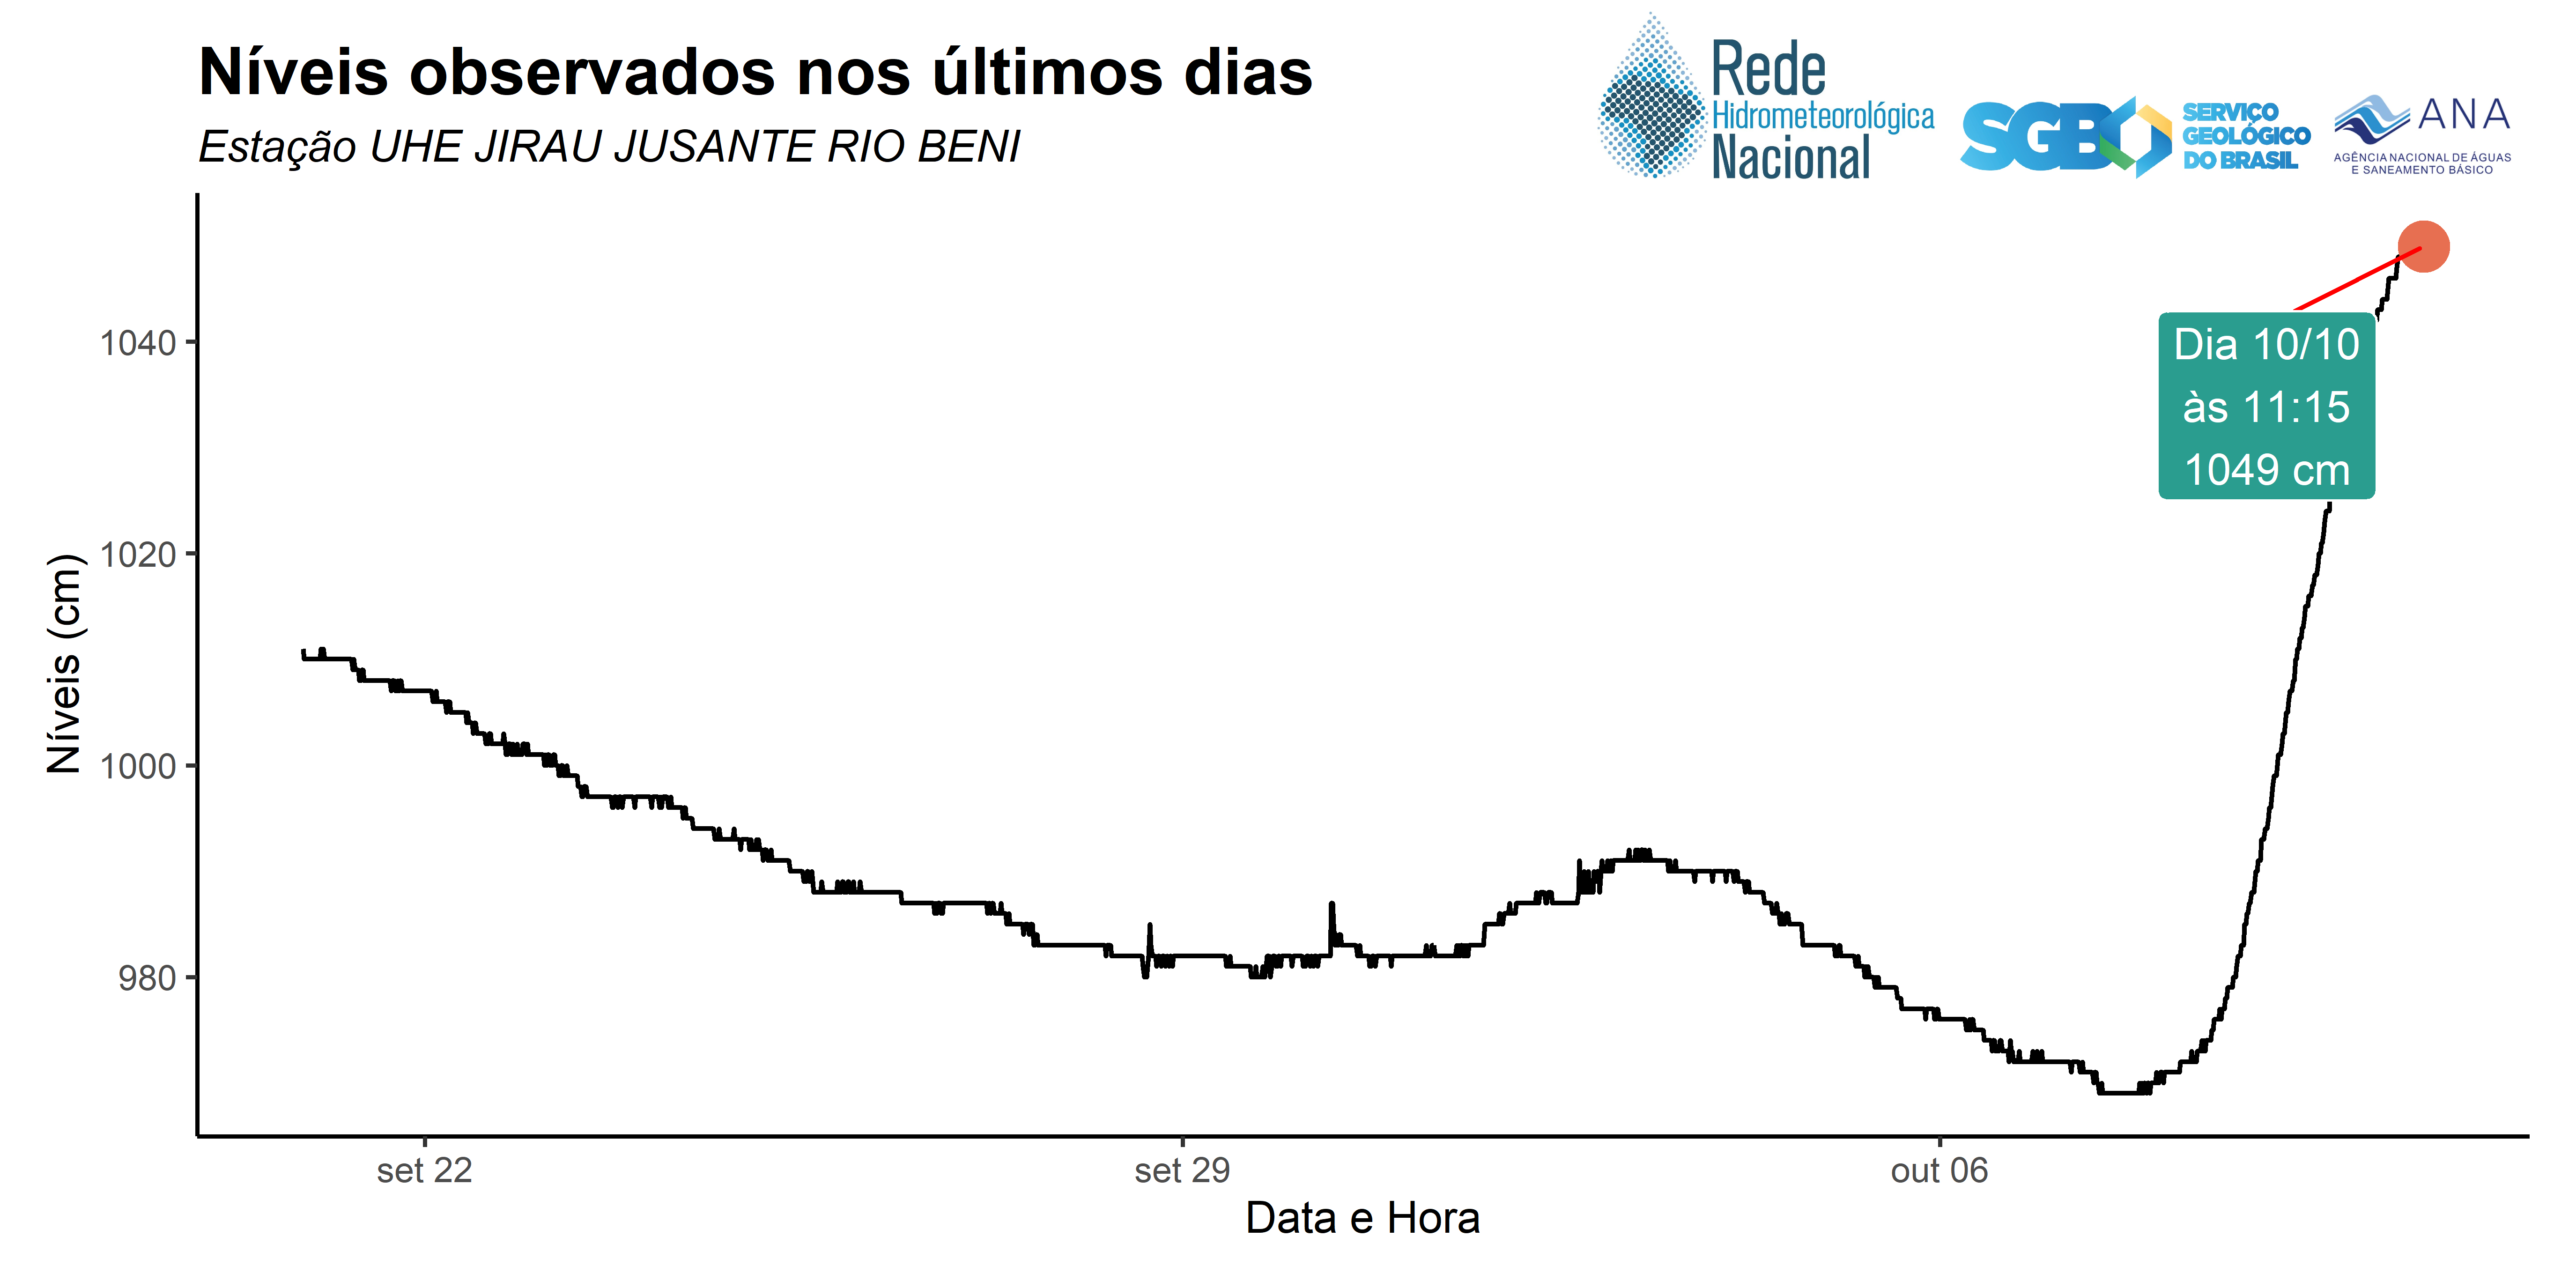 Níveis observados nos últimos dias
Estação UHE JIRAU JUSANTE RIO BENI
Rede
Hidrometeorológica
Nacional
SGB
SERVIÇO
GEOLÓGICO
DO BRASIL
ANA
AGÊNCIA NACIONAL DE ÁGUAS
E SANEAMENTO BÁSICO
Níveis (cm)
1040
1020
1000
980
Dia 10/10
às 11:15
1049 cm
set 22
set 29
out 06
Data e Hora